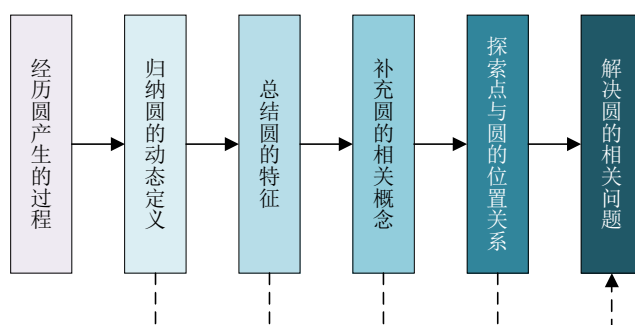 经历圆产生的过程
归纳圆的动态定义
总结圆的特征
补充圆的相关概念
探索点与圆的位置关系
解决圆的相关问题